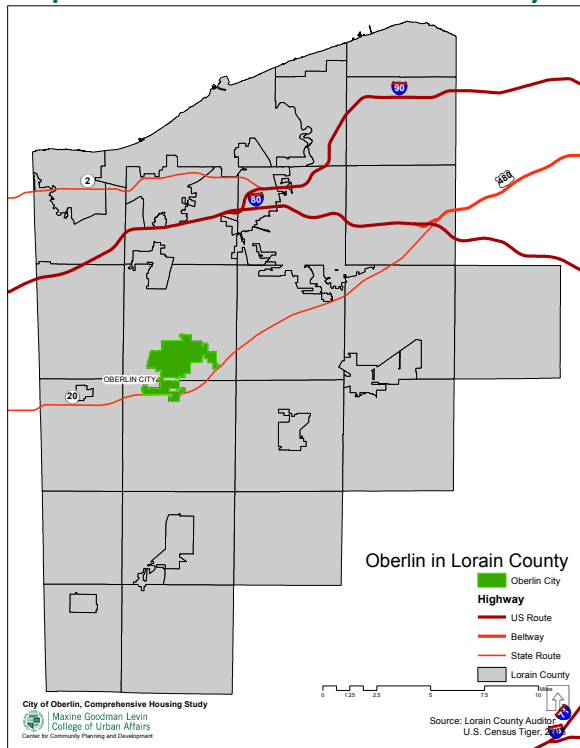 90
2
80
480
OBERLIN CITY
20
Oberlin in Lorain County
Oberlin City
Highway
US Route
Beltway
State Route
Lorain County
0 1.25 2.5 5 7.5 10
Miles
City of Oberlin, Comprehensive Housing Study
Maxine Goodman Levin
College of Urban Affairs
Center for Community Planning and Development
Source: Lorain County Auditor
U.S. Census Tiger,
71